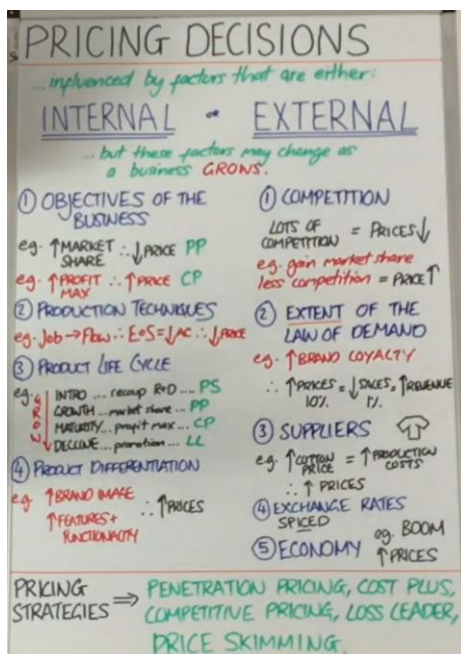 PRICING DECISIONS
...influenced by factors that are either:
INTERNAL or EXTERNAL
...but these factors may change as
a business GROWS.
① OBJECTIVES OF THE
BUSINESS
eg. ↑MARKET SHARE ∴ ↓PRICE PP
eg. ↑PROFIT MAX ∴ ↑PRICE CP
② PRODUCTION TECHNIQUES
eg. Job → Flow ∴ EoS = ↓AC ∴ ↓PRICE
③ PRODUCT LIFE CYCLE
eg. GROW
INTRO ... recoup R+D ... PS
GROWTH ... market share ... PP
MATURITY ... profit max ... CP
DECLINE ... promotion ... LL
④ PRODUCT DIFFERENTIATION
eg ↑BRAND IMAGE
↑FEATURES +
FUNCTIONALITY
∴ ↑PRICES
① COMPETITION
LOTS OF
COMPETITION = PRICES↓
eg. gain market share
less competition = PRICE↑
② EXTENT OF THE
LAW OF DEMAND
eg. ↑BRAND LOYALTY
∴ ↑PRICES = ↓SALES, ↑REVENUE
10% 1%
③ SUPPLIERS
eg ↑COTTON PRICE = ↑PRODUCTION COSTS
∴ ↑ PRICES
④ EXCHANGE RATES
SPICED
⑤ ECONOMY eg. BOOM
↑PRICES
PRICING
STRATEGIES ⇒
PENETRATION PRICING, COST PLUS,
COMPETITIVE PRICING, LOSS LEADER,
PRICE SKIMMING.